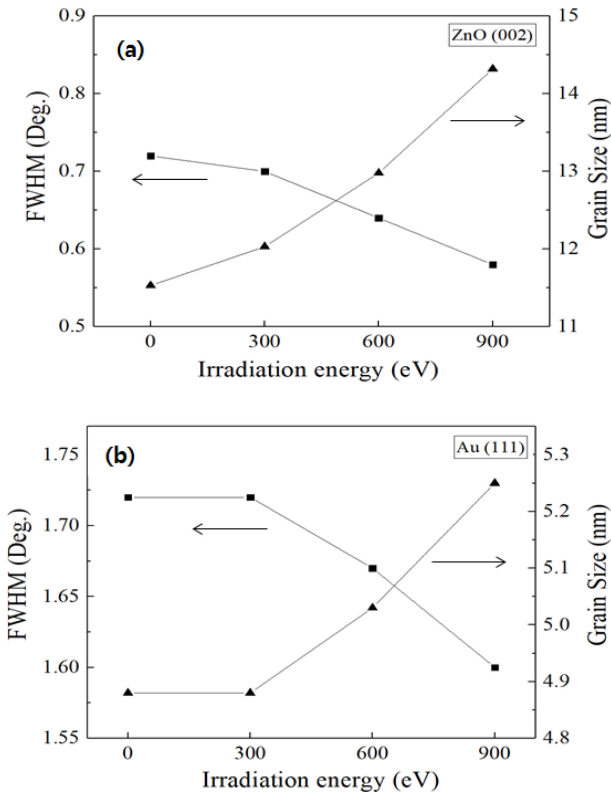 (a)
ZnO (002)
FWHM (Deg.)
0.9
0.8
0.7
0.6
0.5
15
14
13
12
11
Grain Size (nm)
0 300 600 900
Irradiation energy (eV)
(b)
Au (111)
FWHM (Deg.)
1.75
1.70
1.65
1.60
1.55
5.3
5.2
5.1
5.0
4.9
4.8
Grain Size (nm)
0 300 600 900
Irradiation energy (eV)